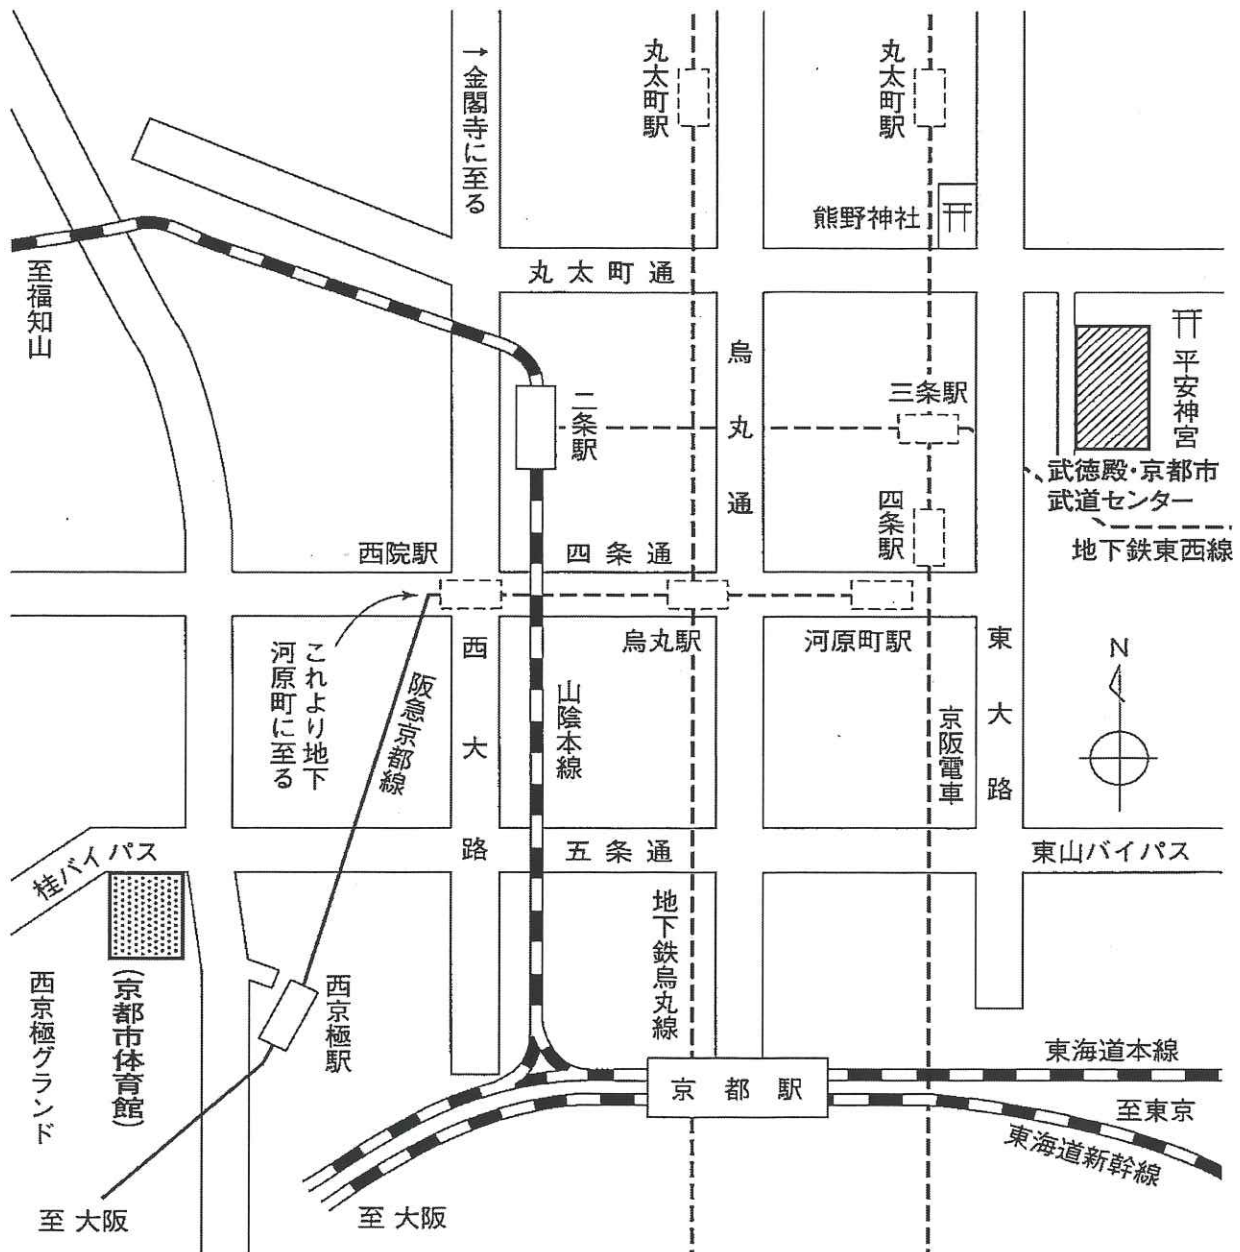 →金閣寺に至る
丸太町駅
丸太町駅
熊野神社
丸太町通
至福知山
烏丸通
二条駅
三条駅
平安神宮
武徳殿・京都市
武道センター
四条駅
地下鉄東西線
西院駅
四条通
烏丸駅
河原町駅
これより地下
河原町に至る
阪急京都線
西大路
山陰本線
京阪電車
東大路
N
桂バイパス
五条通
東山バイパス
地下鉄烏丸線
西京極グランド
(京都市体育館)
西京極駅
京都駅
東海道本線
至東京
東海道新幹線
至 大阪
至 大阪